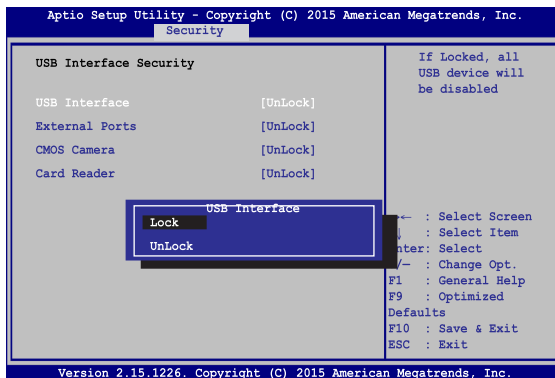 Aptio Setup Utility - Copyright (C) 2015 American Megatrends, Inc.
Security
USB Interface Security
USB Interface [UnLock]
External Ports [UnLock]
CMOS Camera [UnLock]
Card Reader [UnLock]
If Locked, all
USB device will
be disabled
USB Interface
Lock
UnLock
← : Select Screen
↓ : Select Item
nter: Select
/— : Change Opt.
F1 : General Help
F9 : Optimized
Defaults
F10 : Save & Exit
ESC : Exit
Version 2.15.1226. Copyright (C) 2015 American Megatrends, Inc.